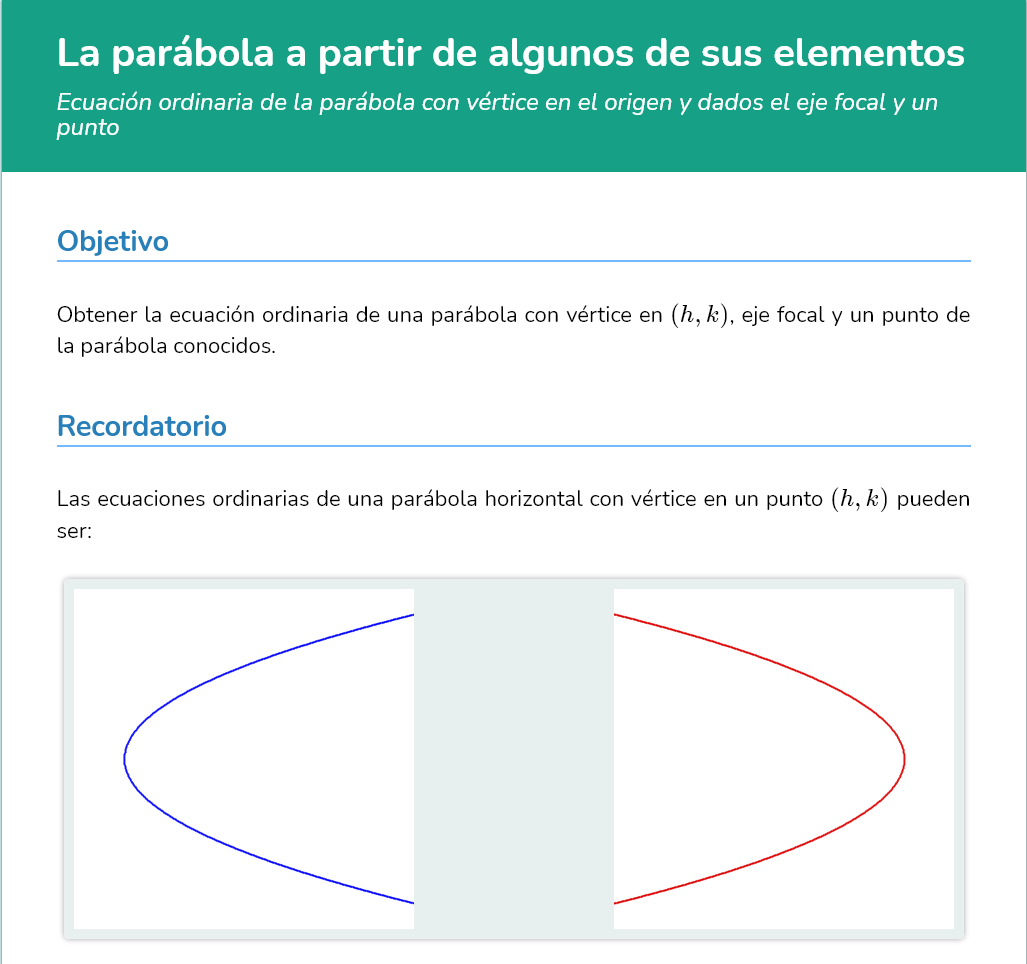 La parábola a partir de algunos de sus elementos
Ecuación ordinaria de la parábola con vértice en el origen y dados el eje focal y un
punto
Objetivo
Obtener la ecuación ordinaria de una parábola con vértice en (h, k), eje focal y un punto de
la parábola conocidos.
Recordatorio
Las ecuaciones ordinarias de una parábola horizontal con vértice en un punto (h, k) pueden
ser: